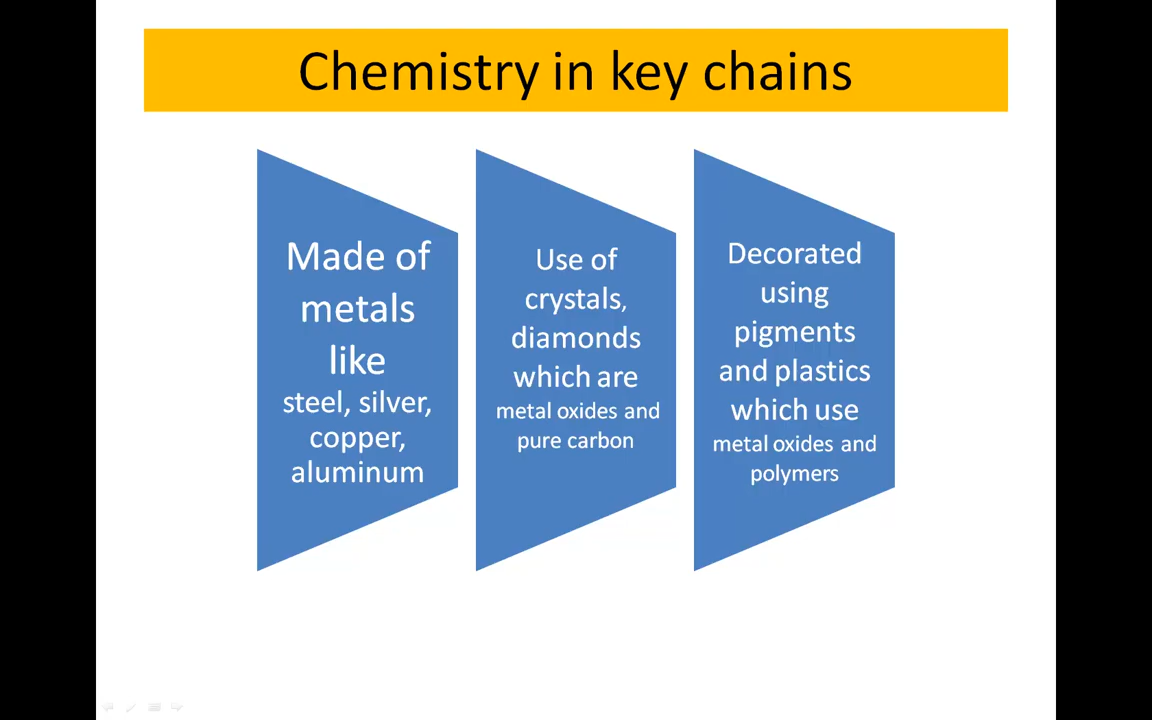 Chemistry in key chains
Made of
metals
like
steel, silver,
copper,
aluminum
Use of
crystals,
diamonds
which are
metal oxides and
pure carbon
Decorated
using
pigments
and plastics
which use
metal oxides and
polymers